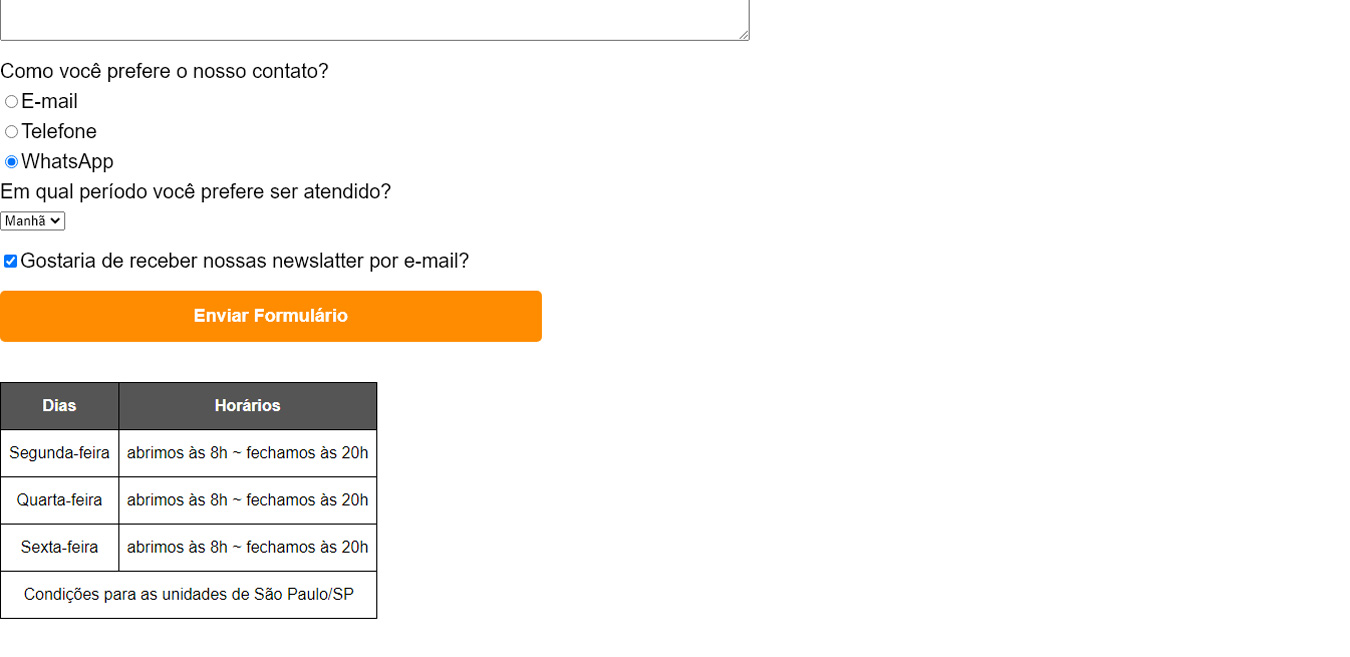 Como você prefere o nosso contato?
E-mail
Telefone
WhatsApp
Em qual período você prefere ser atendido?
Manhã
Gostaria de receber nossas newslatter por e-mail?
Enviar Formulário
Dias Horários
Segunda-feira abrimos às 8h ~ fechamos às 20h
Quarta-feira abrimos às 8h ~ fechamos às 20h
Sexta-feira abrimos às 8h ~ fechamos às 20h
Condições para as unidades de São Paulo/SP